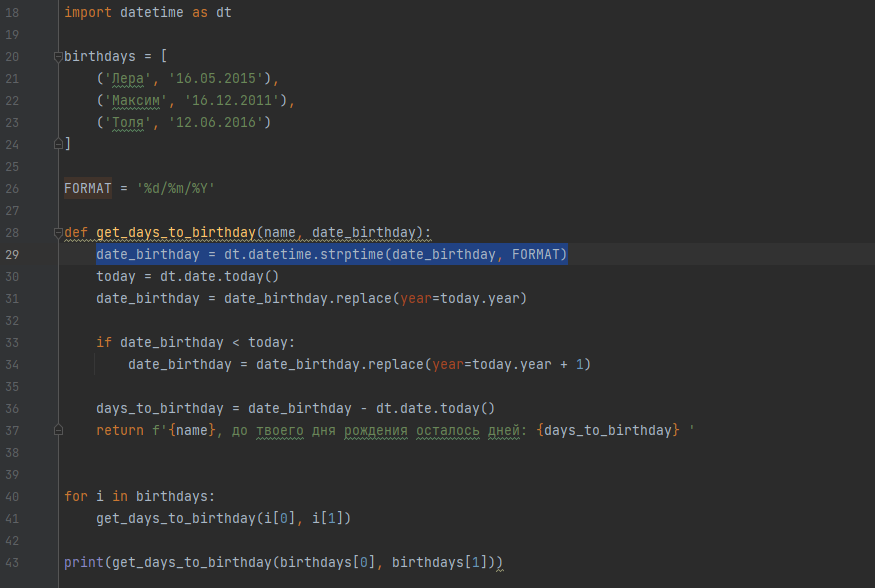 18 import datetime as dt
19
20 birthdays = [
21     ('Лера', '16.05.2015'),
22     ('Максим', '16.12.2011'),
23     ('Толя', '12.06.2016')
24 ]
25
26 FORMAT = '%d/%m/%Y'
27
28 def get_days_to_birthday(name, date_birthday):
29     date_birthday = dt.datetime.strptime(date_birthday, FORMAT)
30     today = dt.date.today()
31     date_birthday = date_birthday.replace(year=today.year)
32
33     if date_birthday < today:
34         date_birthday = date_birthday.replace(year=today.year + 1)
35
36     days_to_birthday = date_birthday - dt.date.today()
37     return f'{name}, до твоего дня рождения осталось дней: {days_to_birthday} '
38
39
40 for i in birthdays:
41     get_days_to_birthday(i[0], i[1])
42
43 print(get_days_to_birthday(birthdays[0], birthdays[1]))